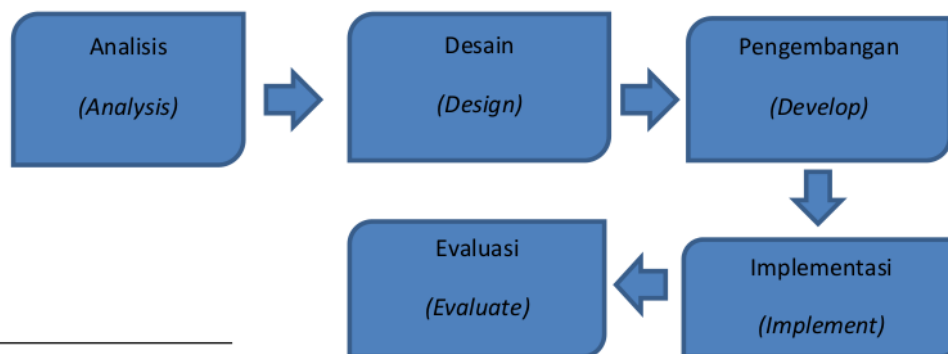 Analisis
(Analysis)
Desain
(Design)
Pengembangan
(Develop)
Implementasi
(Implement)
Evaluasi
(Evaluate)